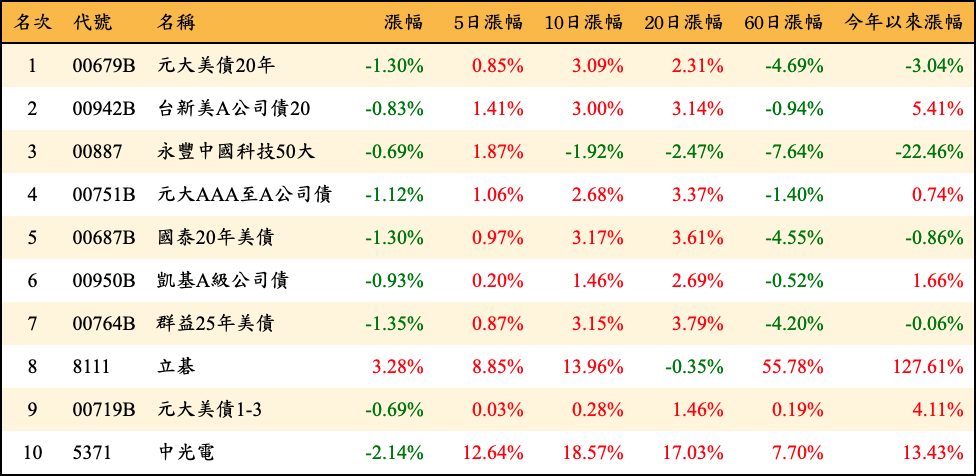 名次 代號 名稱 漲幅 5日漲幅 10日漲幅 20日漲幅 60日漲幅 今年以來漲幅
1 00679B 元大美債20年 -1.30% 0.85% 3.09% 2.31% -4.69% -3.04%
2 00942B 台新美A公司債20 -0.83% 1.41% 3.00% 3.14% -0.94% 5.41%
3 00887 永豐中國科技50大 -0.69% 1.87% -1.92% -2.47% -7.64% -22.46%
4 00751B 元大AAA至A公司債 -1.12% 1.06% 2.68% 3.37% -1.40% 0.74%
5 00687B 國泰20年美債 -1.30% 0.97% 3.17% 3.61% -4.55% -0.86%
6 00950B 凱基A級公司債 -0.93% 0.20% 1.46% 2.69% -0.52% 1.66%
7 00764B 群益25年美債 -1.35% 0.87% 3.15% 3.79% -4.20% -0.06%
8 8111 立碁 3.28% 8.85% 13.96% -0.35% 55.78% 127.61%
9 00719B 元大美債1-3 -0.69% 0.03% 0.28% 1.46% 0.19% 4.11%
10 5371 中光電 -2.14% 12.64% 18.57% 17.03% 7.70% 13.43%